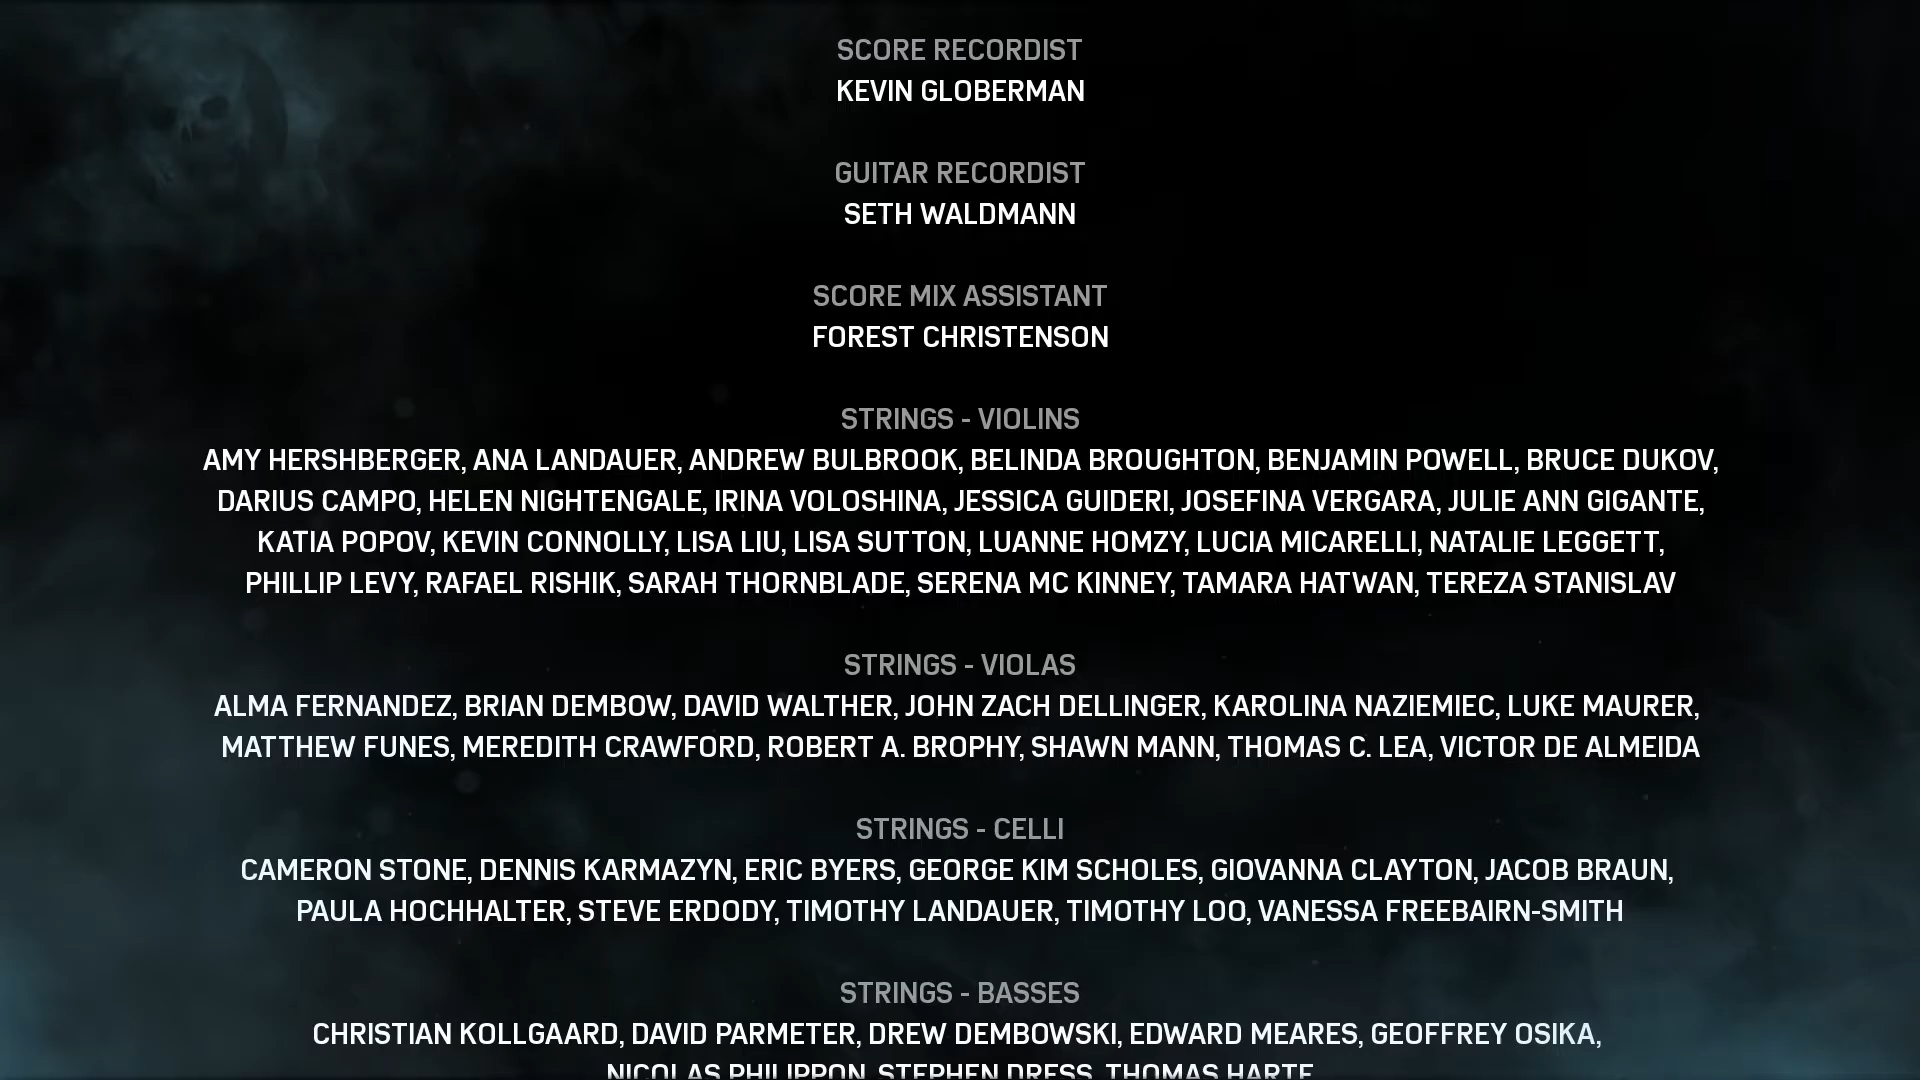 SCORE RECORDIST
KEVIN GLOBERMAN
GUITAR RECORDIST
SETH WALDMANN
SCORE MIX ASSISTANT
FOREST CHRISTENSON
STRINGS - VIOLINS
AMY HERSHBERGER, ANA LANDAUER, ANDREW BULBROOK, BELINDA BROUGHTON, BENJAMIN POWELL, BRUCE DUKOV,
DARIUS CAMPO, HELEN NIGHTENGALE, IRINA VOLOSHINA, JESSICA GUIDERI, JOSEFINA VERGARA, JULIE ANN GIGANTE,
KATIA POPOV, KEVIN CONNOLLY, LISA LIU, LISA SUTTON, LUANNE HOMZY, LUCIA MICARELLI, NATALIE LEGGETT,
PHILLIP LEVY, RAFAEL RISHIK, SARAH THORNBLADE, SERENA MC KINNEY, TAMARA HATWAN, TEREZA STANISLAV
STRINGS - VIOLAS
ALMA FERNANDEZ, BRIAN DEMBOW, DAVID WALTHER, JOHN ZACH DELLINGER, KAROLINA NAZIEMIEC, LUKE MAURER,
MATTHEW FUNES, MEREDITH CRAWFORD, ROBERT A. BROPHY, SHAWN MANN, THOMAS C. LEA, VICTOR DE ALMEIDA
STRINGS - CELLI
CAMERON STONE, DENNIS KARMAZYN, ERIC BYERS, GEORGE KIM SCHOLES, GIOVANNA CLAYTON, JACOB BRAUN,
PAULA HOCHHALTER, STEVE ERDODY, TIMOTHY LANDAUER, TIMOTHY LOO, VANESSA FREEBAIRN-SMITH
STRINGS - BASSES
CHRISTIAN KOLLGAARD, DAVID PARMETER, DREW DEMBOWSKI, EDWARD MEARES, GEOFFREY OSIKA,
NICOLAS PHILIPPON, STEPHEN DRESS, THOMAS HARTE